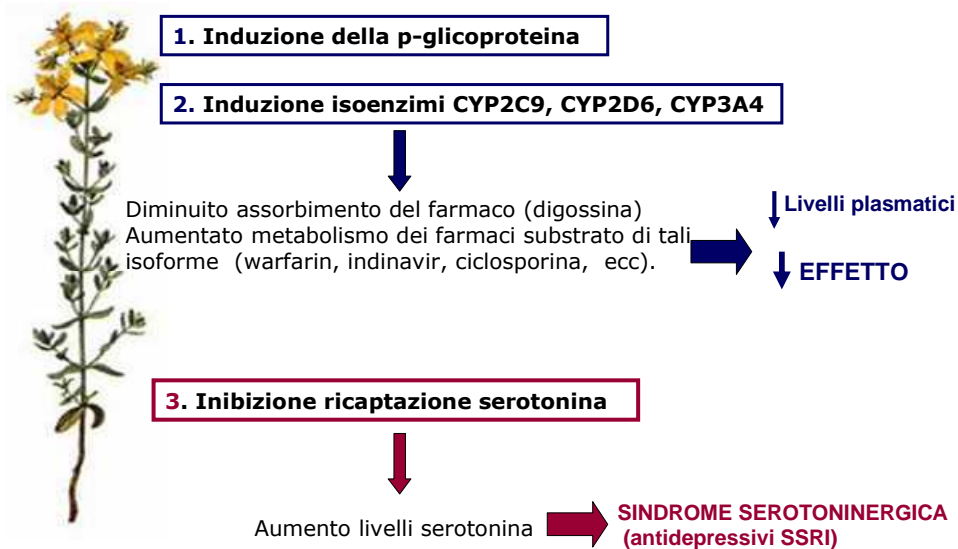 1. Induzione della p-glicoproteina
2. Induzione isoenzimi CYP2C9, CYP2D6, CYP3A4
Diminuito assorbimento del farmaco (digossina)
Aumentato metabolismo dei farmaci substrato di tali
isoforme (warfarin, indinavir, ciclosporina, ecc).
Livelli plasmatici
EFFETTO
3. Inibizione ricaptazione serotonina
Aumento livelli serotonina
SINDROME SEROTONINERGICA
(antidepressivi SSRI)